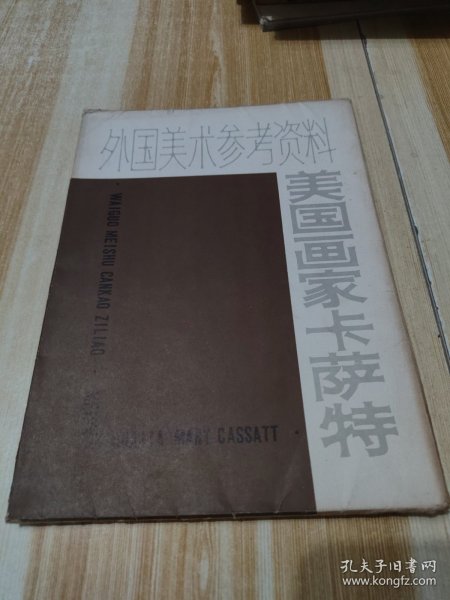 外国美术参考资料
美国画家卡萨特
· WAIGUO MEISHU CANKAO ZILIAO ·
MARY CASSATT ·
孔夫子旧书网
www.kongfz.com